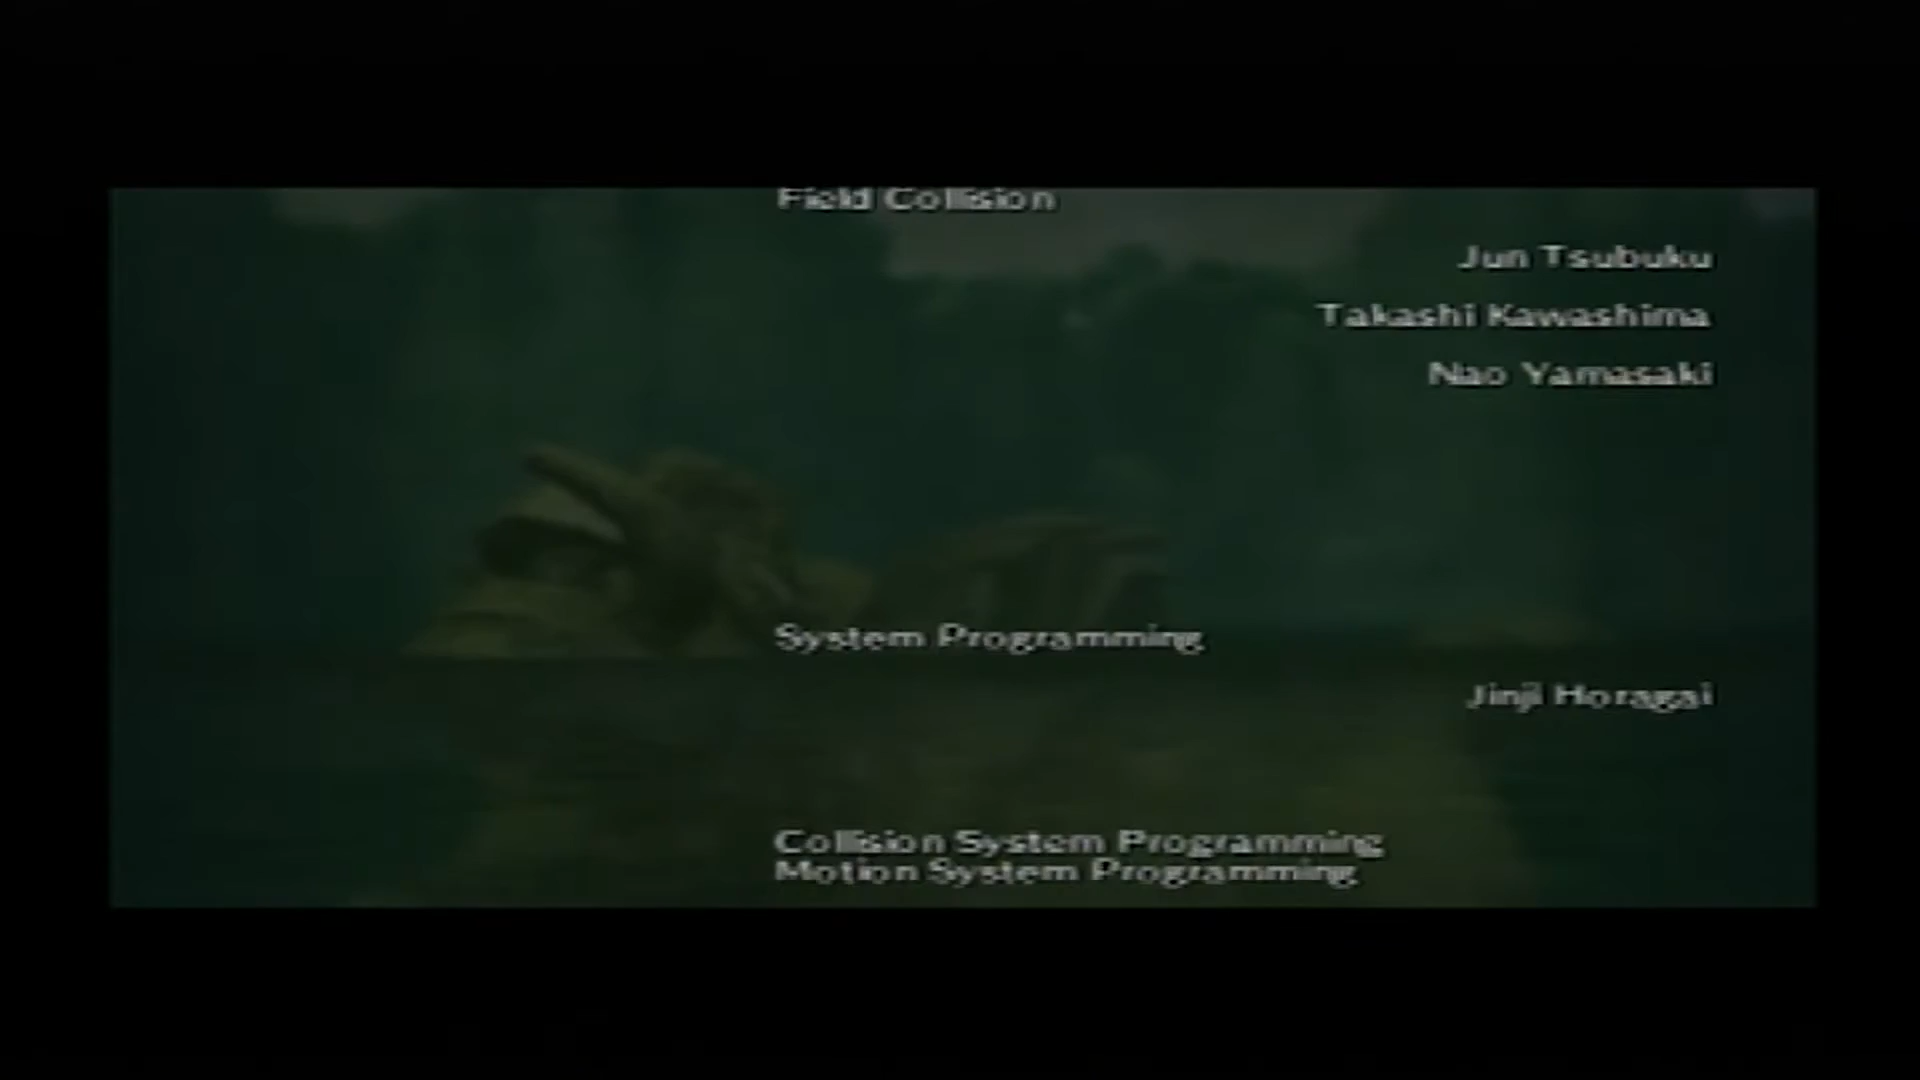 Field Collision
Jun Tsubuku
Takashi Kawashima
Nao Yamasaki
System Programming
Jinji Horagai
Collision System Programming
Motion System Programming